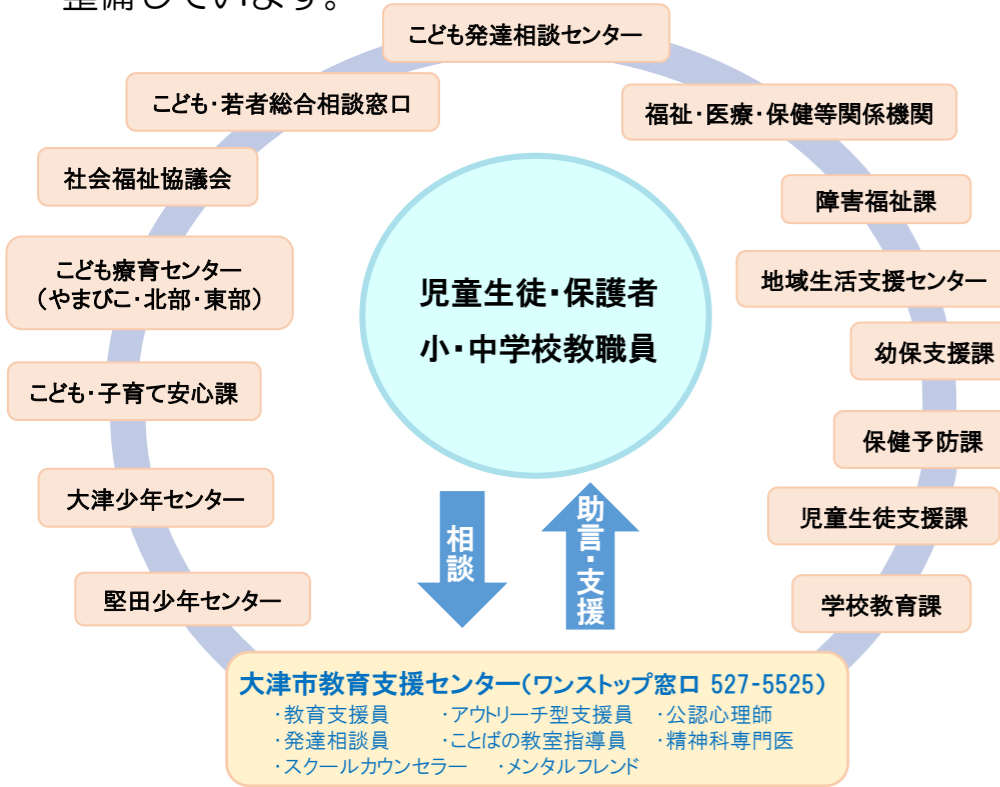 整備しています。
こども発達相談センター
こども・若者総合相談窓口
福祉・医療・保健等関係機関
社会福祉協議会
障害福祉課
こども療育センター
（やまびこ・北部・東部）
地域生活支援センター
児童生徒・保護者
小・中学校教職員
幼保支援課
こども・子育て安心課
保健予防課
大津少年センター
児童生徒支援課
相談
助言・支援
堅田少年センター
学校教育課
大津市教育支援センター（ワンストップ窓口 527-5525）
・教育支援員 ・アウトリーチ型支援員 ・公認心理師
・発達相談員 ・ことばの教室指導員 ・精神科専門医
・スクールカウンセラー ・メンタルフレンド